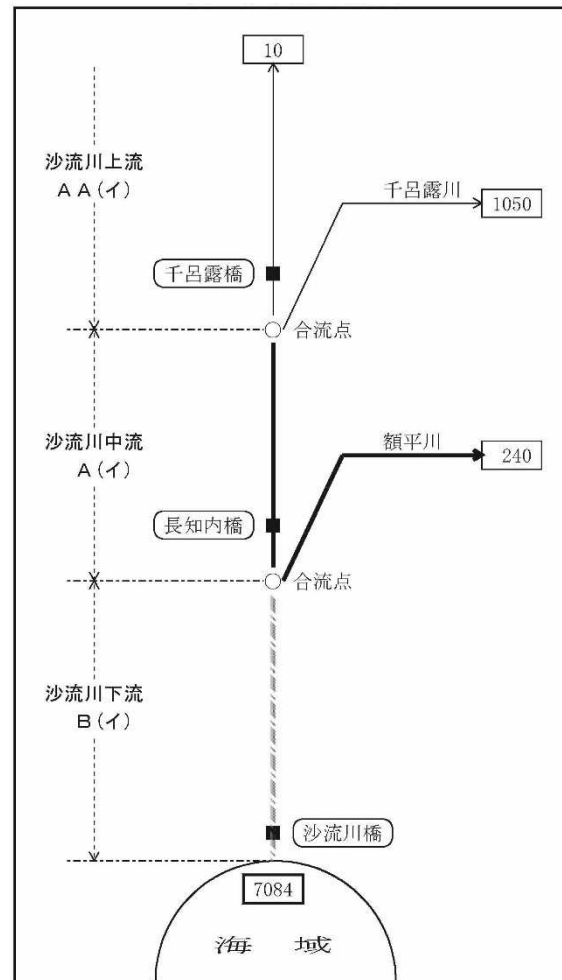 10
沙流川上流
ＡＡ(イ)
千呂露川
1050
千呂露橋
合流点
沙流川中流
Ａ(イ)
額平川
240
長知内橋
合流点
沙流川下流
Ｂ(イ)
沙流川橋
7084
海 域